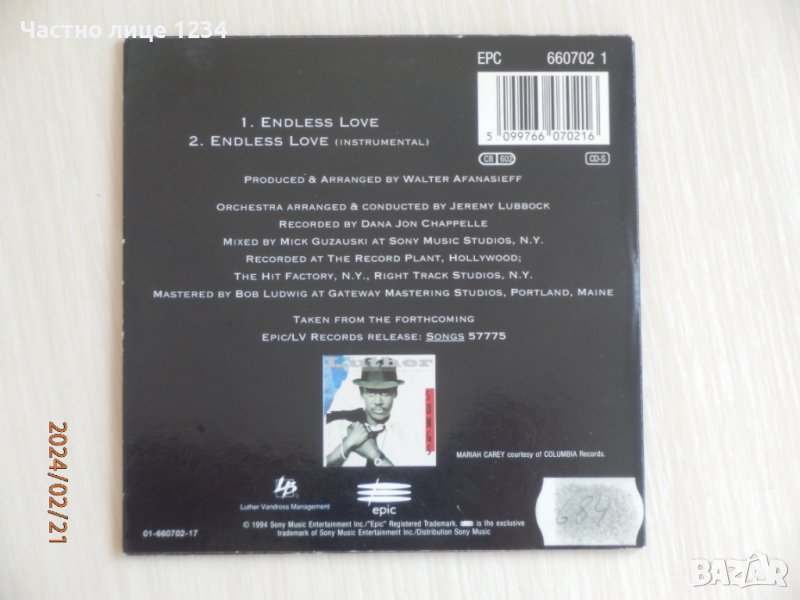 Частно лице 1234
EPC 660702 1
5 099766 070216
CB 602 CD-S
1. ENDLESS LOVE
2. ENDLESS LOVE (INSTRUMENTAL)
PRODUCED & ARRANGED BY WALTER AFANASIEFF
ORCHESTRA ARRANGED & CONDUCTED BY JEREMY LUBBOCK
RECORDED BY DANA JON CHAPPELLE
MIXED BY MICK GUZAUSKI AT SONY MUSIC STUDIOS, N.Y.
RECORDED AT THE RECORD PLANT, HOLLYWOOD;
THE HIT FACTORY, N.Y., RIGHT TRACK STUDIOS, N.Y.
MASTERED BY BOB LUDWIG AT GATEWAY MASTERING STUDIOS, PORTLAND, MAINE
TAKEN FROM THE FORTHCOMING
EPIC/LV RECORDS RELEASE: SONGS 57775
Luther
SONGS
MARIAH CAREY courtesy of COLUMBIA Records.
LB
Luther Vandross Management
epic
684
01-660702-17
© 1994 Sony Music Entertainment Inc./"Epic" Registered Trademark, is the exclusive
trademark of Sony Music Entertainment Inc./Distribution Sony Music
2024/02/21
BAZAR